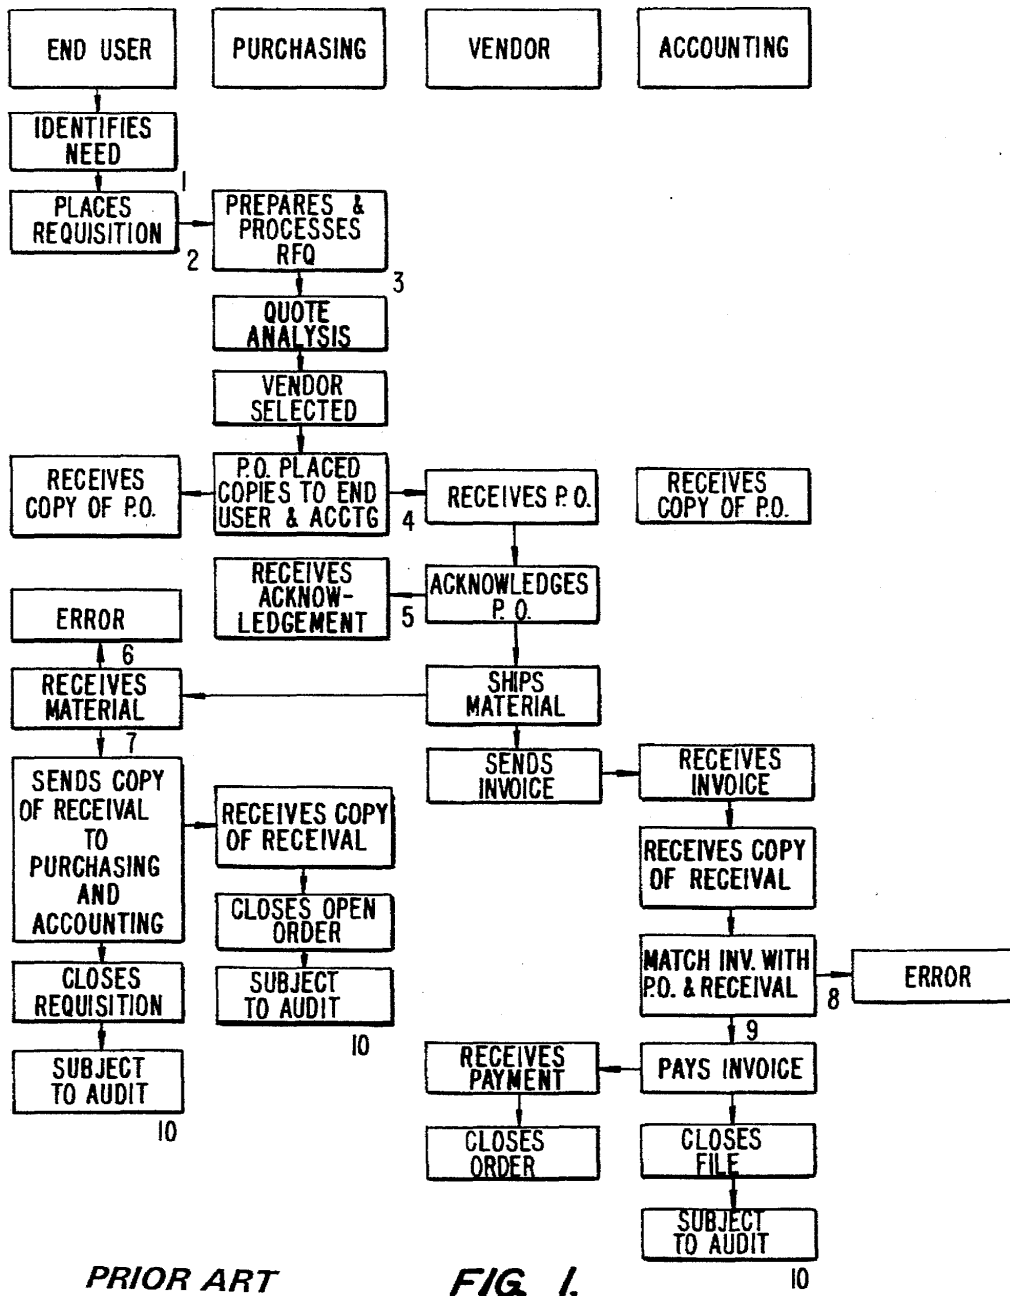 END USER
PURCHASING
VENDOR
ACCOUNTING
IDENTIFIES
NEED
1
PLACES
REQUISITION
2
PREPARES &
PROCESSES
RFQ
3
QUOTE
ANALYSIS
VENDOR
SELECTED
RECEIVES
COPY OF P.O.
P.O. PLACED
COPIES TO END
USER & ACCTG
4
RECEIVES P.O.
RECEIVES
COPY OF P.O.
RECEIVES
ACKNOW-
LEDGEMENT
5
ACKNOWLEDGES
P.O.
ERROR
6
RECEIVES
MATERIAL
7
SHIPS
MATERIAL
SENDS
INVOICE
RECEIVES
INVOICE
SENDS COPY
OF RECEIVAL
TO
PURCHASING
AND
ACCOUNTING
RECEIVES COPY
OF RECEIVAL
RECEIVES COPY
OF RECEIVAL
CLOSES OPEN
ORDER
MATCH INV. WITH
P.O. & RECEIVAL
8
ERROR
9
CLOSES
REQUISITION
SUBJECT
TO AUDIT
10
SUBJECT
TO AUDIT
10
RECEIVES
PAYMENT
PAYS INVOICE
CLOSES
ORDER
CLOSES
FILE
SUBJECT
TO AUDIT
10
PRIOR ART
FIG. 1.